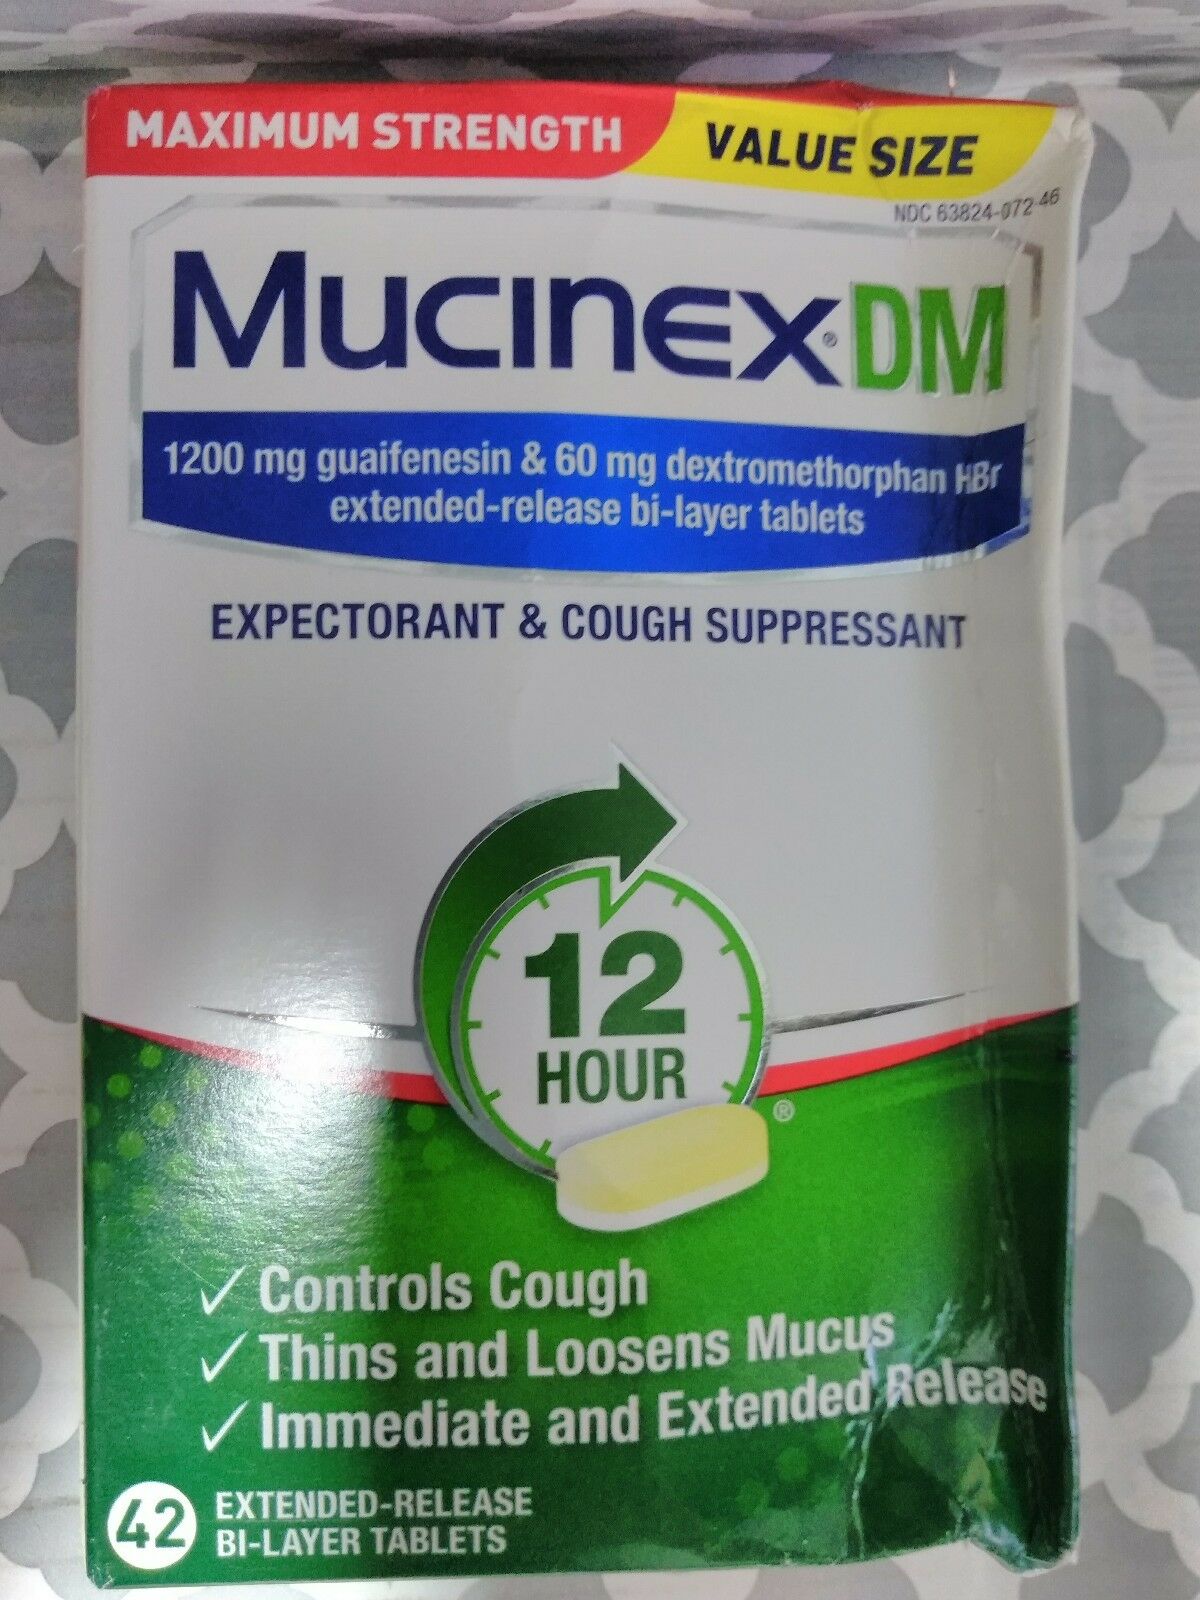 MAXIMUM STRENGTH
VALUE SIZE
NDC 63824-072-46
Mucinex® DM
1200 mg guaifenesin & 60 mg dextromethorphan HBr
extended-release bi-layer tablets
EXPECTORANT & COUGH SUPPRESSANT
12
HOUR
®
✓ Controls Cough
✓ Thins and Loosens Mucus
✓ Immediate and Extended Release
42
EXTENDED-RELEASE
BI-LAYER TABLETS